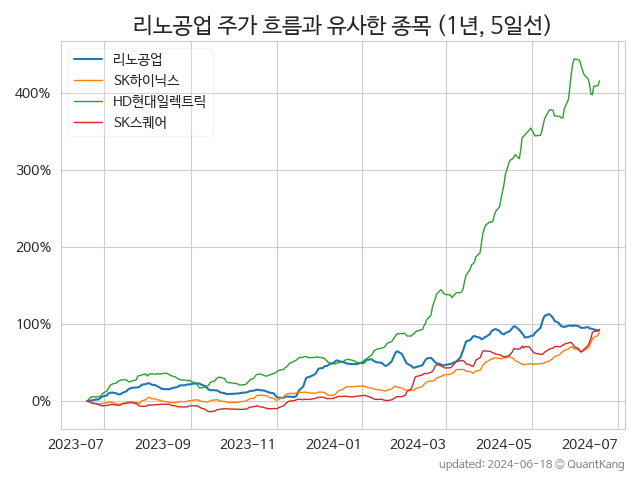 리노공업 주가 흐름과 유사한 종목 (1년, 5일선)
리노공업
SK하이닉스
HD현대일렉트릭
SK스퀘어
400%
300%
200%
100%
0%
2023-07 2023-09 2023-11 2024-01 2024-03 2024-05 2024-07
updated: 2024-06-18 © QuantKang